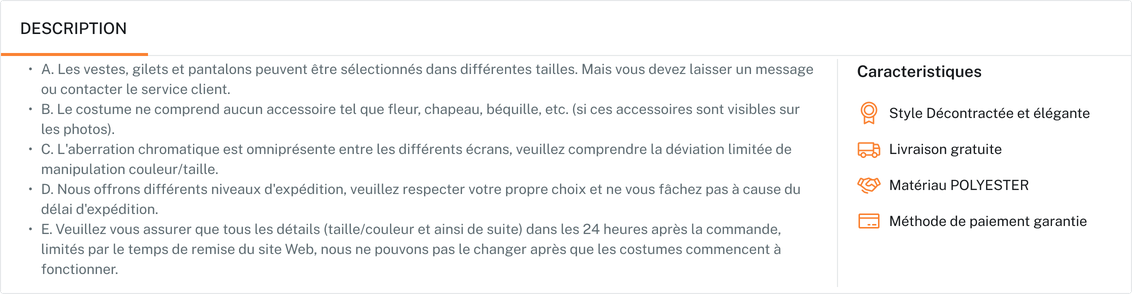 DESCRIPTION
• A. Les vestes, gilets et pantalons peuvent être sélectionnés dans différentes tailles. Mais vous devez laisser un message
ou contacter le service client.
• B. Le costume ne comprend aucun accessoire tel que fleur, chapeau, béquille, etc. (si ces accessoires sont visibles sur
les photos).
• C. L'aberration chromatique est omniprésente entre les différents écrans, veuillez comprendre la déviation limitée de
manipulation couleur/taille.
• D. Nous offrons différents niveaux d'expédition, veuillez respecter votre propre choix et ne vous fâchez pas à cause du
délai d'expédition.
• E. Veuillez vous assurer que tous les détails (taille/couleur et ainsi de suite) dans les 24 heures après la commande,
limités par le temps de remise du site Web, nous ne pouvons pas le changer après que les costumes commencent à
fonctionner.
Caracteristiques
Style Décontractée et élégante
Livraison gratuite
Matériau POLYESTER
Méthode de paiement garantie